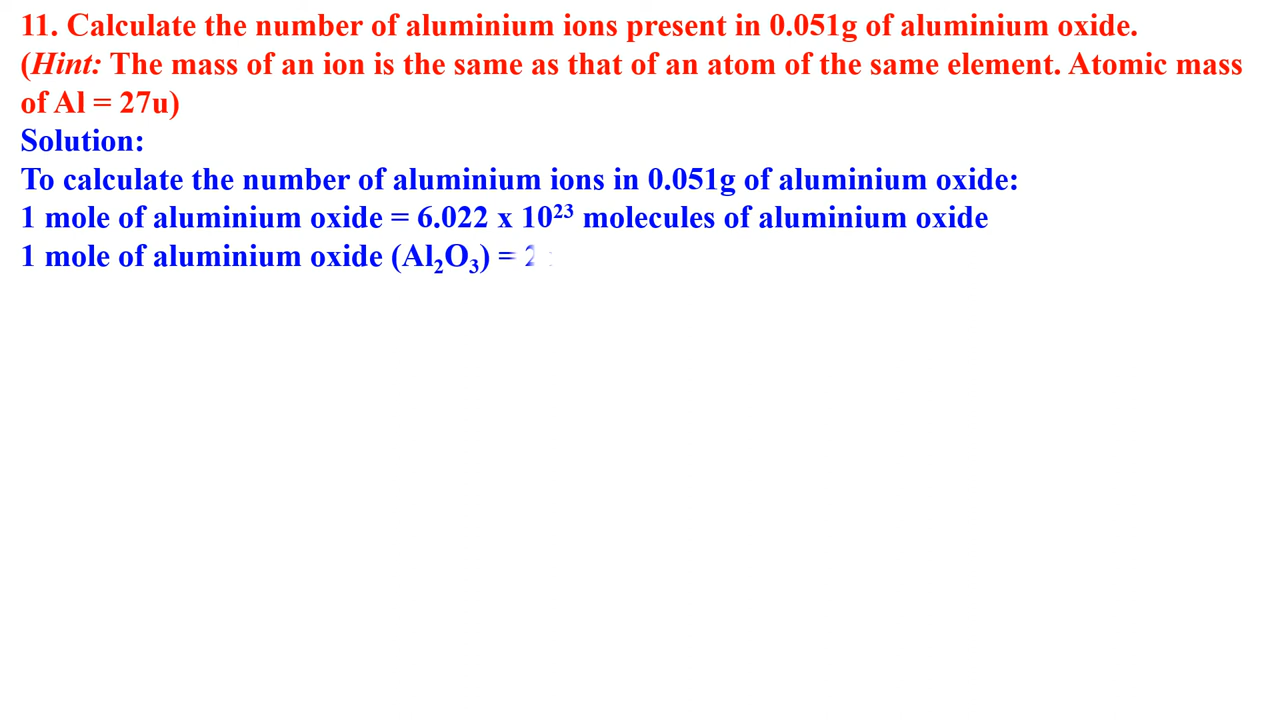 11. Calculate the number of aluminium ions present in 0.051g of aluminium oxide.
(Hint: The mass of an ion is the same as that of an atom of the same element. Atomic mass
of Al = 27u)
Solution:
To calculate the number of aluminium ions in 0.051g of aluminium oxide:
1 mole of aluminium oxide = 6.022 x 10²³ molecules of aluminium oxide
1 mole of aluminium oxide (Al₂O₃) = 2